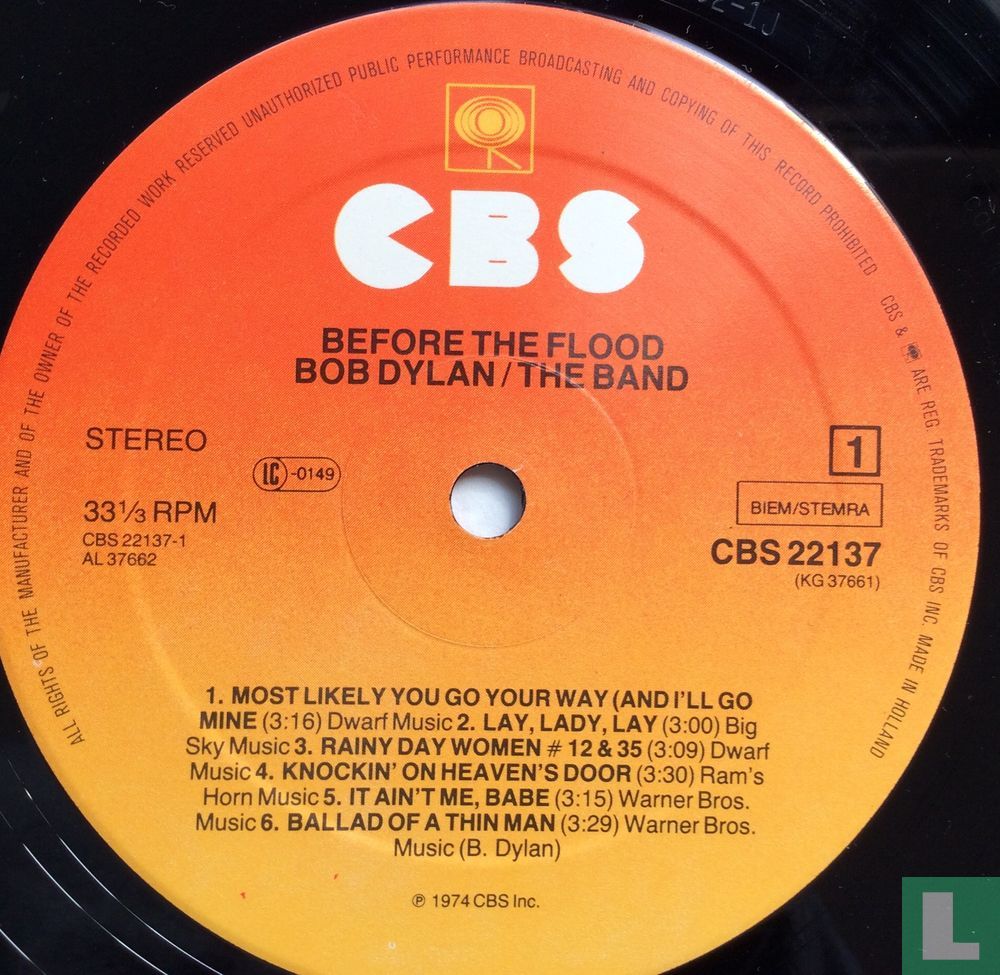 ALL RIGHTS OF THE MANUFACTURER AND OF THE OWNER OF THE RECORDED WORK RESERVED UNAUTHORIZED PUBLIC PERFORMANCE BROADCASTING AND COPYING OF THIS RECORD PROHIBITED
CBS & ARE REG. TRADEMARKS OF CBS INC. MADE IN HOLLAND
CBS
BEFORE THE FLOOD
BOB DYLAN / THE BAND
STEREO
LC -0149
1
33 1/3 RPM
BIEM/STEMRA
CBS 22137-1
CBS 22137
AL 37662
(KG 37661)
1. MOST LIKELY YOU GO YOUR WAY (AND I'LL GO
MINE (3:16) Dwarf Music 2. LAY, LADY, LAY (3:00) Big
Sky Music 3. RAINY DAY WOMEN # 12 & 35 (3:09) Dwarf
Music 4. KNOCKIN' ON HEAVEN'S DOOR (3:30) Ram's
Horn Music 5. IT AIN'T ME, BABE (3:15) Warner Bros.
Music 6. BALLAD OF A THIN MAN (3:29) Warner Bros.
Music (B. Dylan)
℗ 1974 CBS Inc.
L